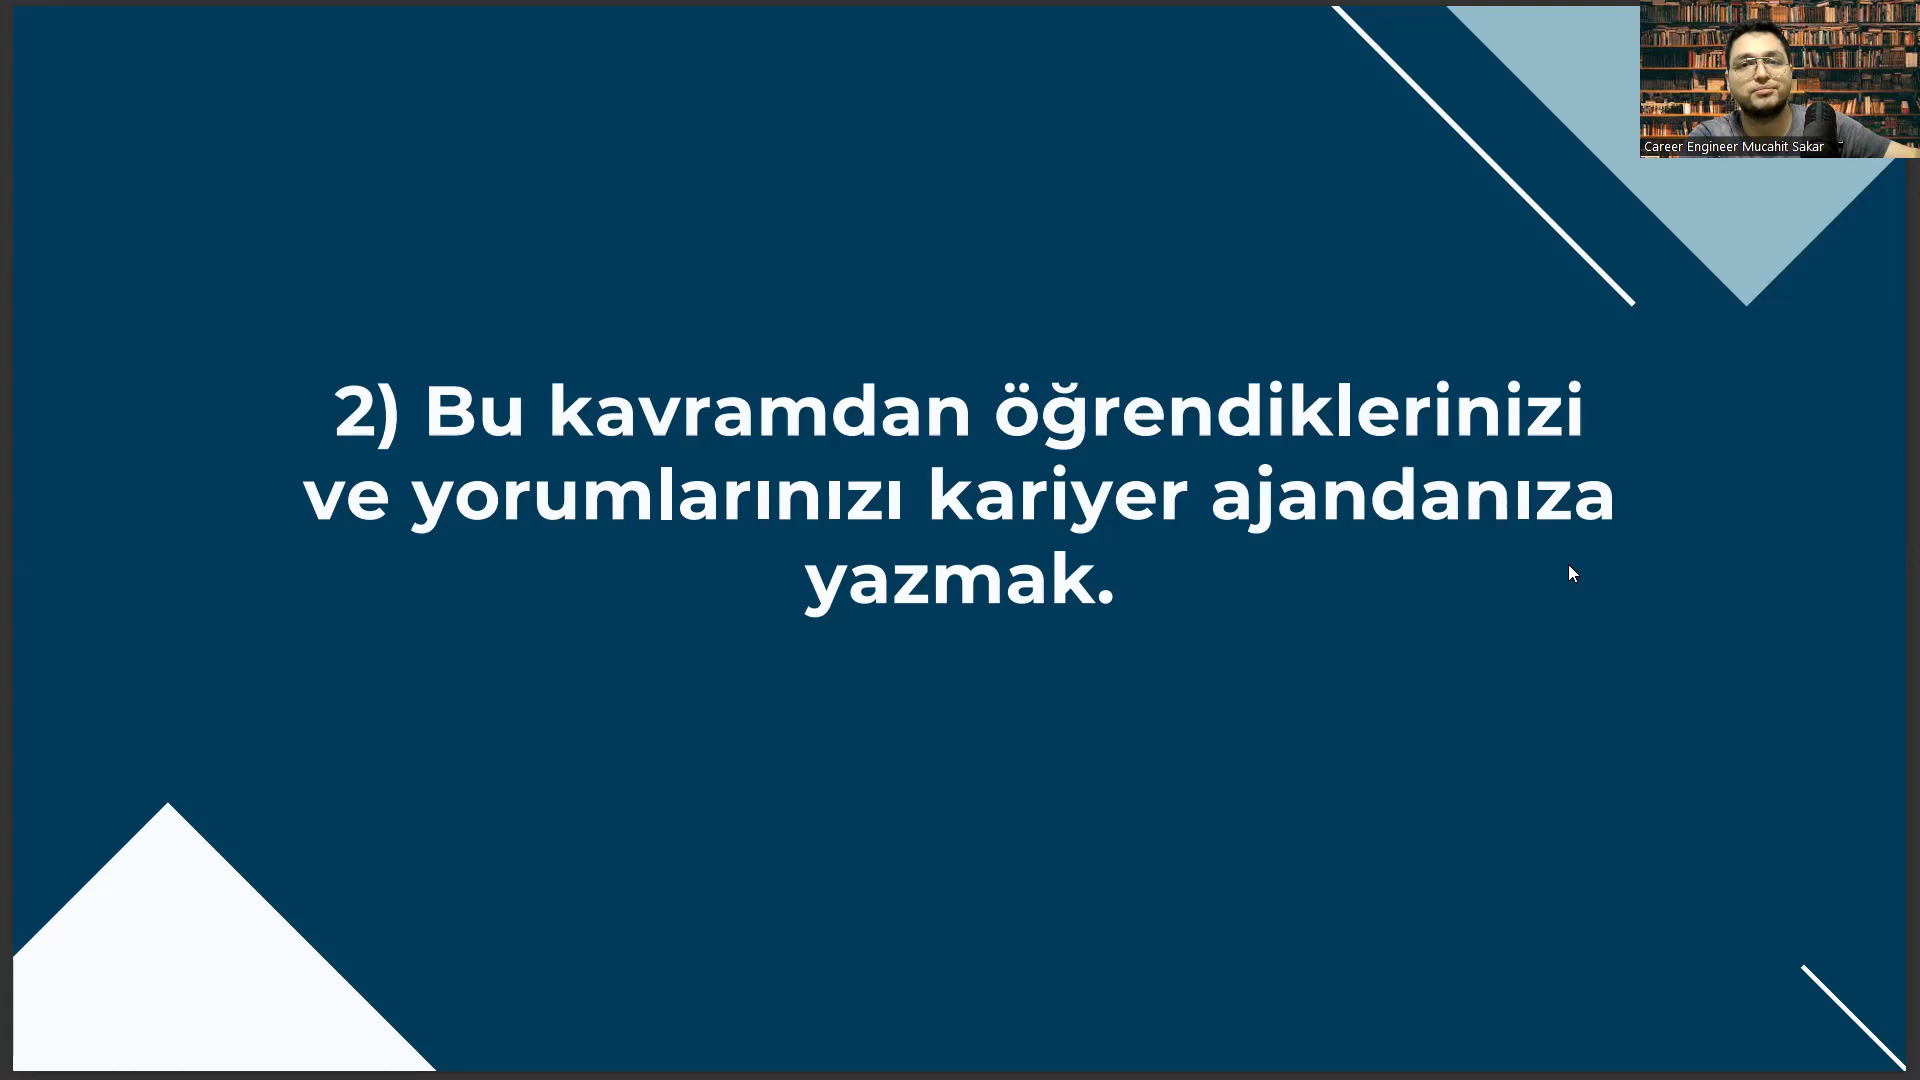 Career Engineer Mucahit Sakar
2) Bu kavramdan öğrendiklerinizi
ve yorumlarınızı kariyer ajandanıza
yazmak.